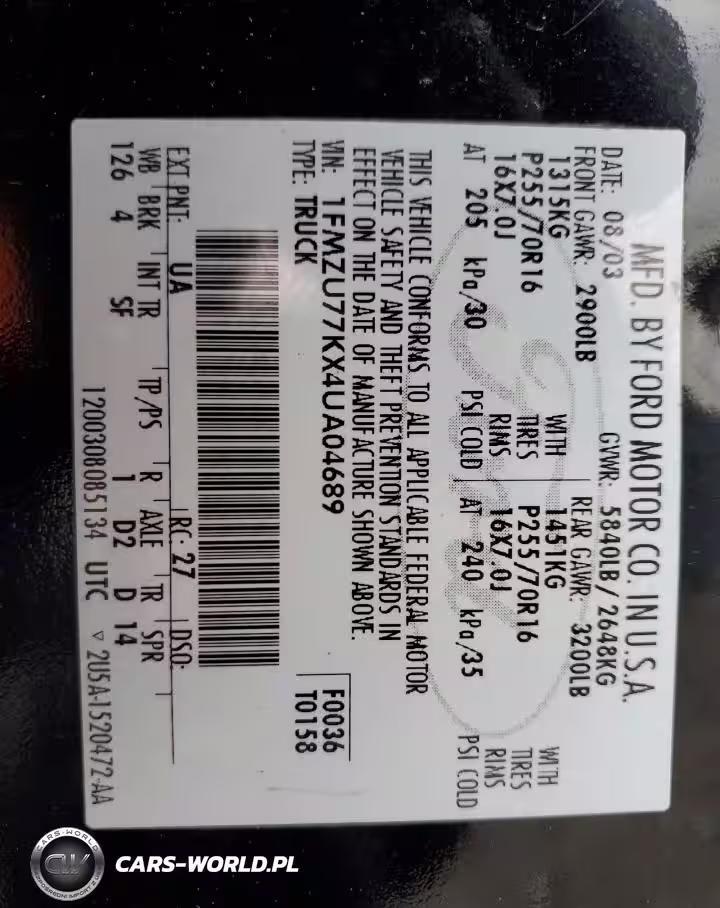 MFD. BY FORD MOTOR CO. IN U.S.A.
DATE: 08/03 GVWR: 5840LB/ 2648KG
FRONT GAWR: 2900LB REAR GAWR: 3200LB
1315KG WITH 1451KG WITH
P255/70R16 TIRES P255/70R16 TIRES
16X7.0J RIMS 16X7.0J RIMS
AT 205 kPa/30 PSI COLD AT 240 kPa/35 PSI COLD
THIS VEHICLE CONFORMS TO ALL APPLICABLE FEDERAL MOTOR
VEHICLE SAFETY AND THEFT PREVENTION STANDARDS IN
EFFECT ON THE DATE OF MANUFACTURE SHOWN ABOVE.
VIN: 1FMZU77KX4UA04689 F0036
TYPE: TRUCK T0158
EXT PNT: UA RC: 27 DSO:
WB BRK INT TR TP/PS R AXLE TR SPR
126 4 SF 1 D2 D 14
1200308085134 UTC ▽ 2U5A-1520472-AA
CARS-WORLD
CW
CARS-WORLD.PL